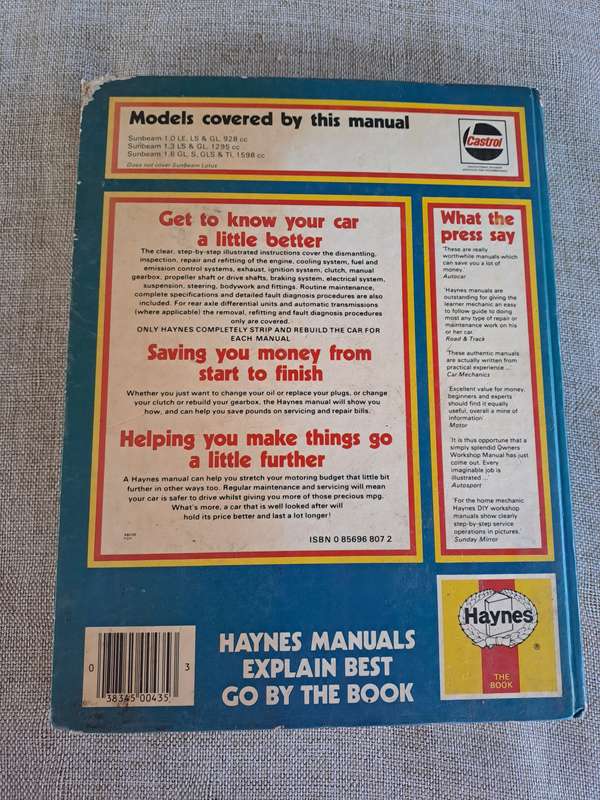 Models covered by this manual
Sunbeam 1.0 LE, LS & GL, 928 cc
Sunbeam 1.3 LS & GL, 1295 cc
Sunbeam 1.6 GL, S, GLS & TI, 1598 cc
Does not cover Sunbeam Lotus
Castrol
Get to know your car
a little better
The clear, step-by-step illustrated instructions cover the dismantling,
inspection, repair and refitting of the engine, cooling system, fuel and
emission control systems, exhaust, ignition system, clutch, manual
gearbox, propeller shaft or drive shafts, braking system, electrical system,
suspension, steering, bodywork and fittings. Routine maintenance,
complete specifications and detailed fault diagnosis procedures are also
included. For rear axle differential units and automatic transmissions
(where applicable) the removal, refitting and fault diagnosis procedures
only are covered.
ONLY HAYNES COMPLETELY STRIP AND REBUILD THE CAR FOR
EACH MANUAL
Saving you money from
start to finish
Whether you just want to change your oil or replace your plugs, or change
your clutch or rebuild your gearbox, the Haynes manual will show you
how, and can help you save pounds on servicing and repair bills.
Helping you make things go
a little further
A Haynes manual can help you stretch your motoring budget that little bit
further in other ways too. Regular maintenance and servicing will mean
your car is safer to drive whilst giving you more of those precious mpg.
What's more, a car that is well looked after will
hold its price better and last a lot longer!
ISBN 0 85696 807 2
What the
press say
'These are really
worthwhile manuals which
can save you a lot of
money.'
Autocar
'Haynes manuals are
outstanding for giving the
learner mechanic an easy
to follow guide to doing
most any type of repair or
maintenance work on his
or her car.'
Road & Track
'These authentic manuals
are actually written from
practical experience ...'
Car Mechanics
'Excellent value for money,
beginners and experts
should find it equally
useful, overall a mine of
information'
Motor
'It is thus opportune that a
simply splendid Owners
Workshop Manual has just
come out. Every
imaginable job is
illustrated ...'
Autosport
'For the home mechanic
Haynes DIY workshop
manuals show clearly
step-by-step service
operations in pictures.'
Sunday Mirror
0 38345 00435 3
HAYNES MANUALS
EXPLAIN BEST
GO BY THE BOOK
Haynes
®
THE
BOOK